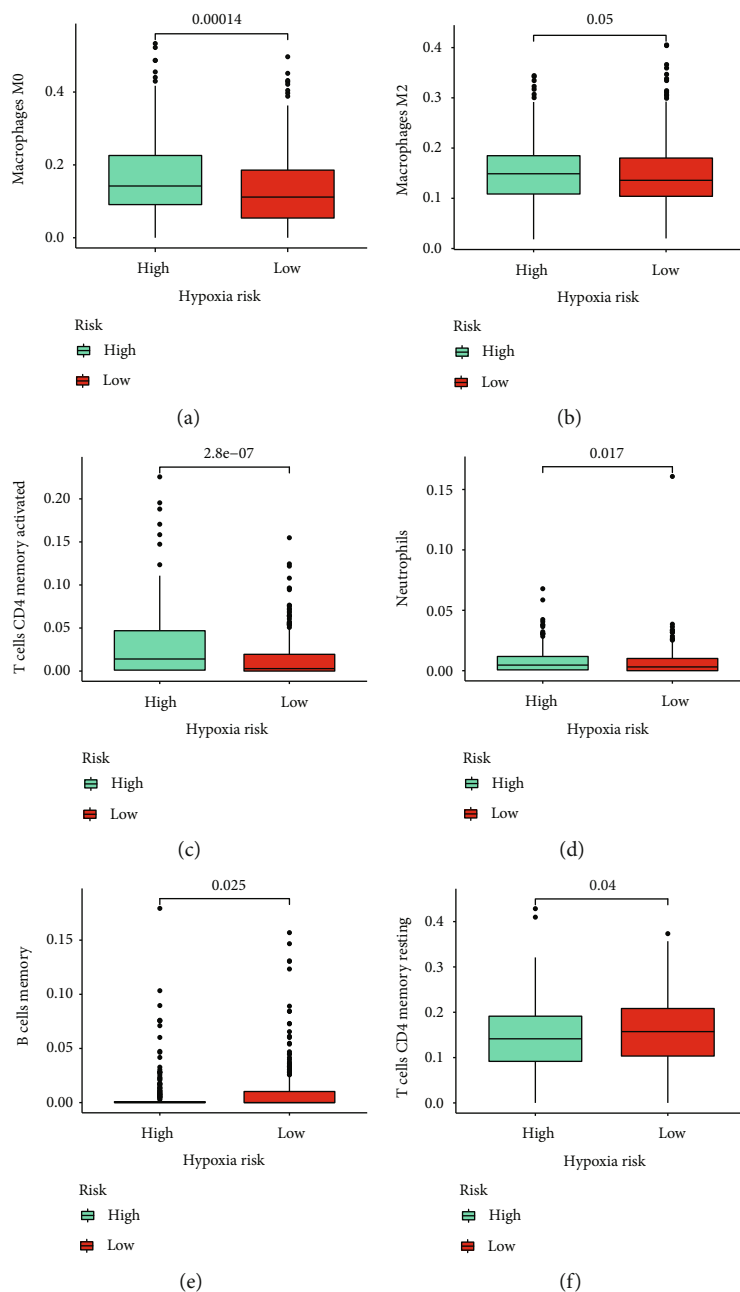 0.00014
Macrophages M0
0.4
0.2
0.0
High
Low
Hypoxia risk
Risk
High
Low
(a)
0.05
Macrophages M2
0.4
0.3
0.2
0.1
0.0
High
Low
Hypoxia risk
Risk
High
Low
(b)
2.8e−07
T cells CD4 memory activated
0.20
0.15
0.10
0.05
0.00
High
Low
Hypoxia risk
Risk
High
Low
(c)
0.017
Neutrophils
0.15
0.10
0.05
0.00
High
Low
Hypoxia risk
Risk
High
Low
(d)
0.025
B cells memory
0.15
0.10
0.05
0.00
High
Low
Hypoxia risk
Risk
High
Low
(e)
0.04
T cells CD4 memory resting
0.4
0.3
0.2
0.1
0.0
High
Low
Hypoxia risk
Risk
High
Low
(f)